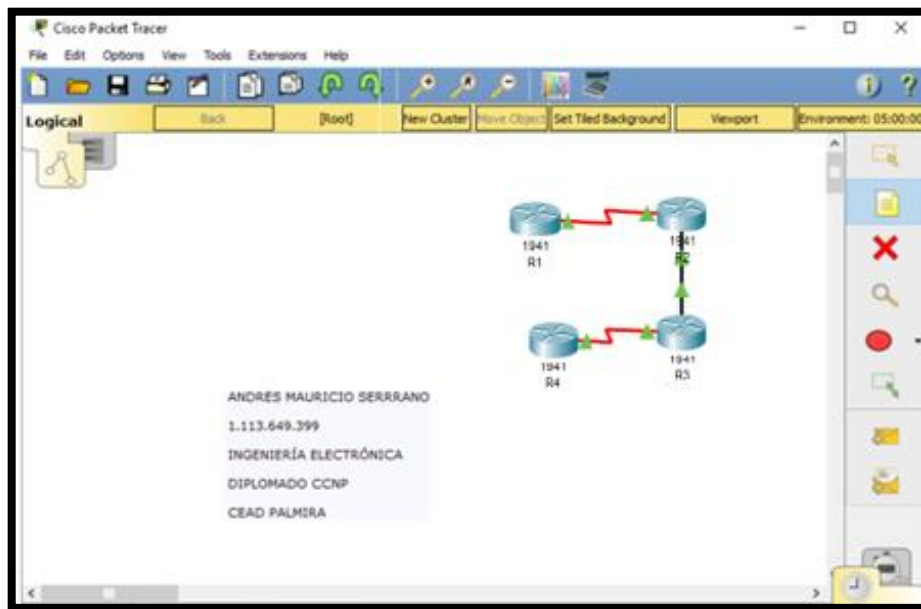 Cisco Packet Tracer
File Edit Options View Tools Extensions Help
Logical Back [Root] New Cluster Move Object Set Tiled Background Viewport Environment: 05:00:00
1941
R1
1941
R2
1941
R4
1941
R3
ANDRES MAURICIO SERRRANO
1.113.649.399
INGENIERÍA ELECTRÓNICA
DIPLOMADO CCNP
CEAD PALMIRA